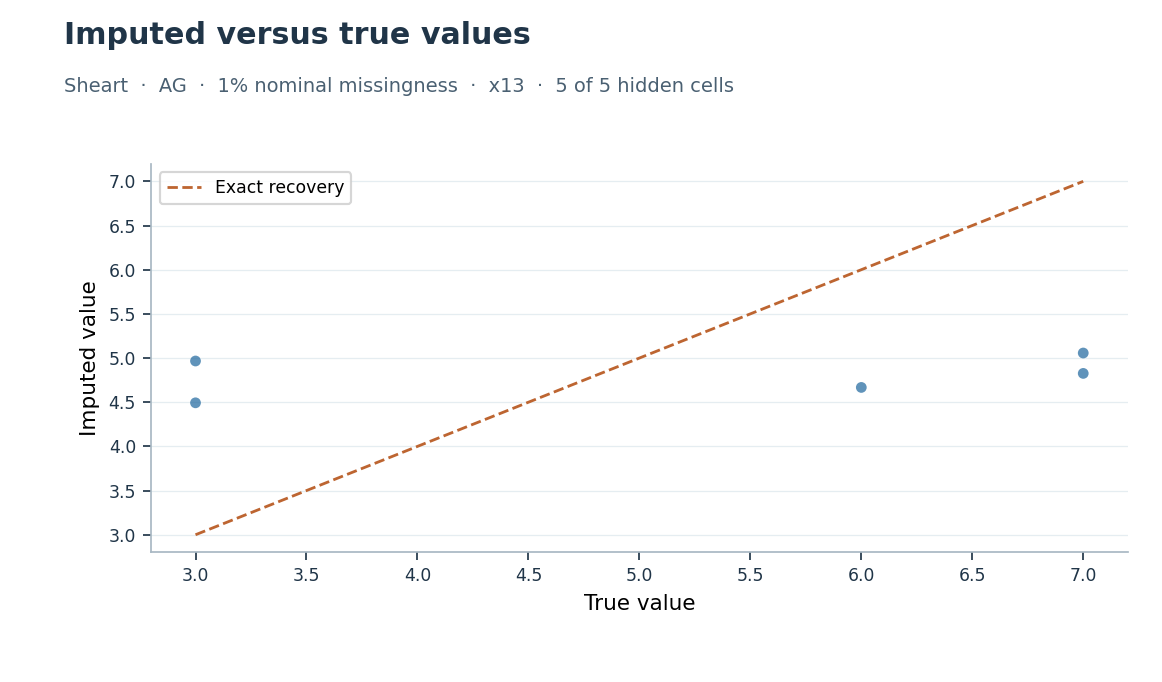 Imputed versus true values
Sheart · AG · 1% nominal missingness · x13 · 5 of 5 hidden cells
Exact recovery
Imputed value
7.0
6.5
6.0
5.5
5.0
4.5
4.0
3.5
3.0
3.0 3.5 4.0 4.5 5.0 5.5 6.0 6.5 7.0
True value